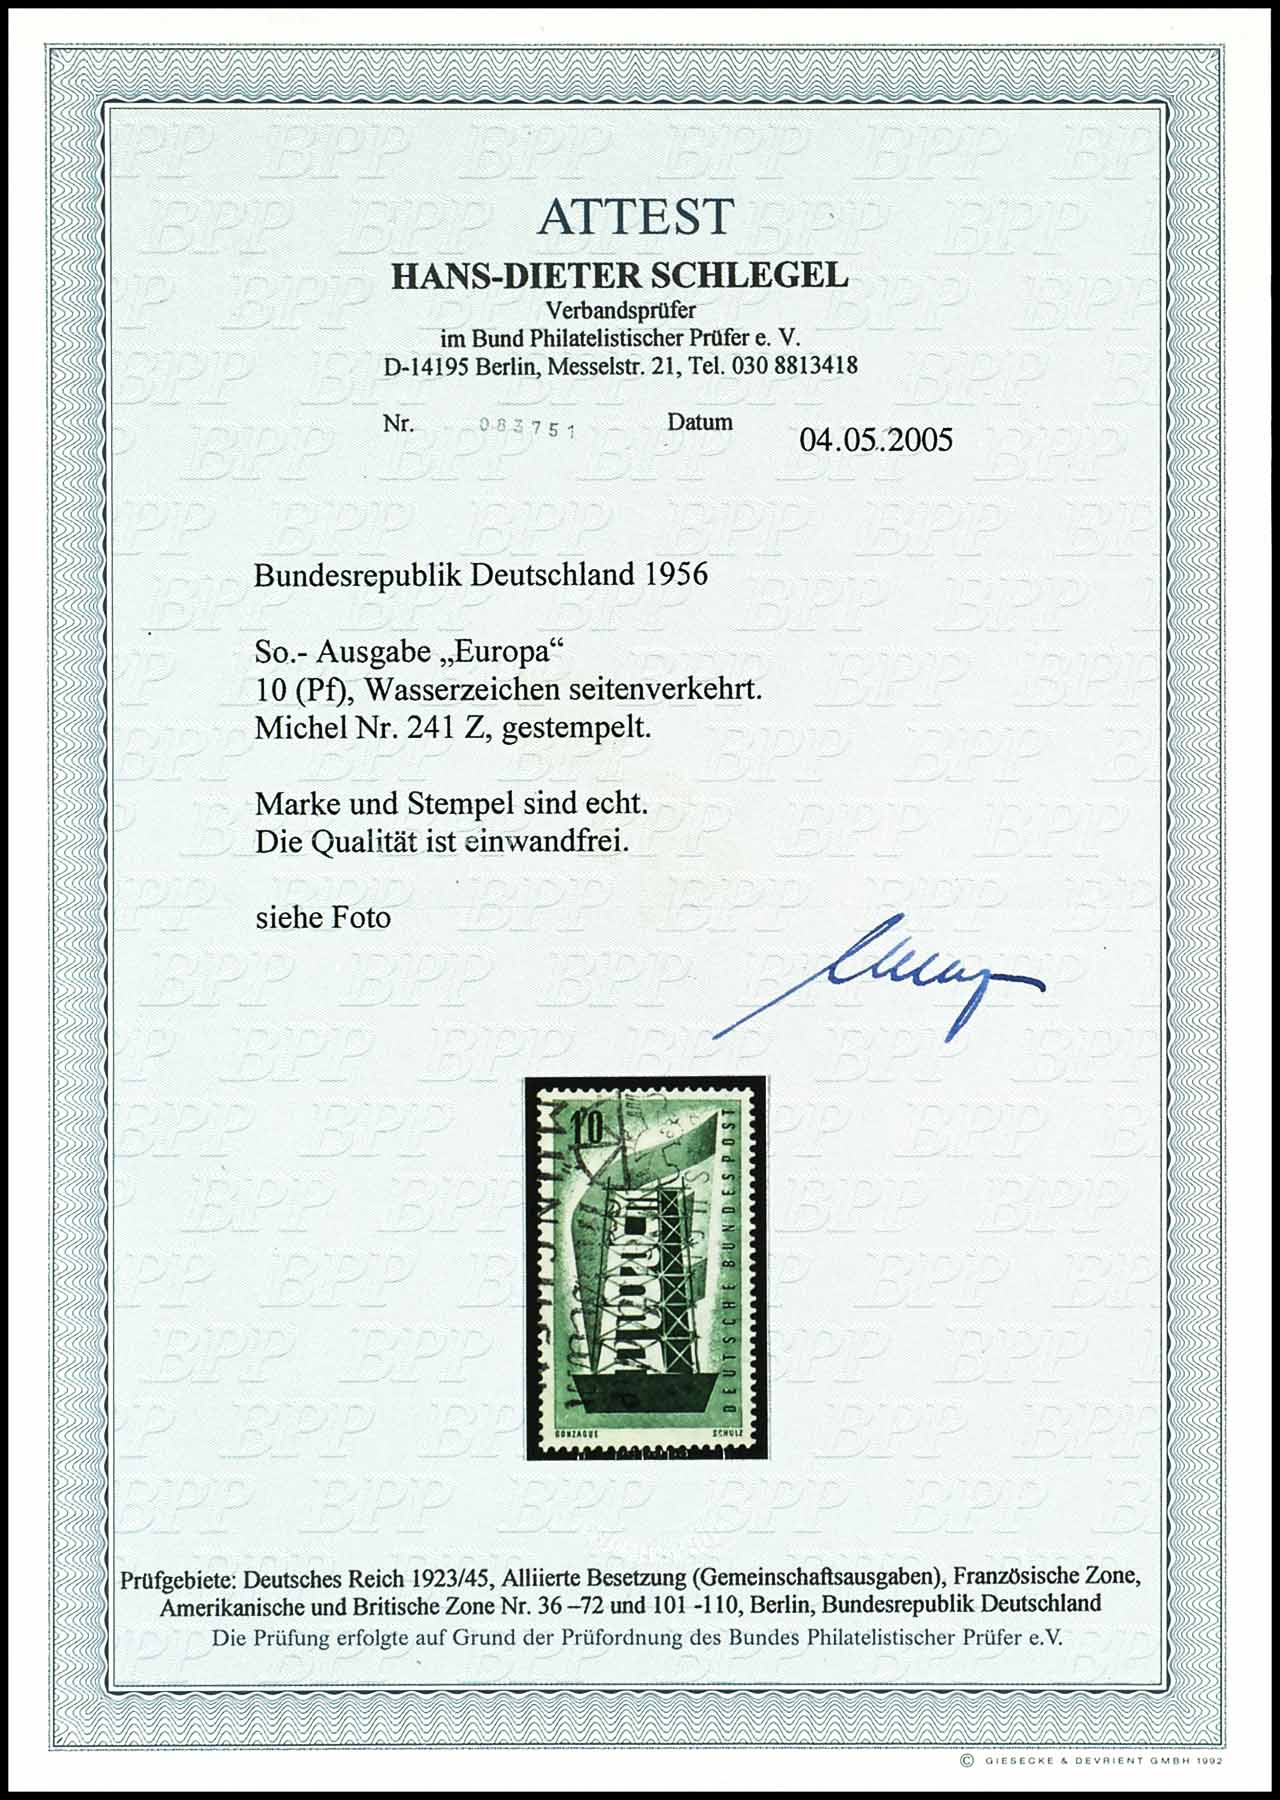 ATTEST
HANS-DIETER SCHLEGEL
Verbandsprüfer
im Bund Philatelistischer Prüfer e. V.
D-14195 Berlin, Messelstr. 21, Tel. 030 8813418
Nr. 083751 Datum 04.05.2005
Bundesrepublik Deutschland 1956
So.- Ausgabe „Europa“
10 (Pf), Wasserzeichen seitenverkehrt.
Michel Nr. 241 Z, gestempelt.
Marke und Stempel sind echt.
Die Qualität ist einwandfrei.
siehe Foto
10
DEUTSCHE BUNDESPOST
EUROPA
GONZAGUE SCHULZ
Prüfgebiete: Deutsches Reich 1923/45, Alliierte Besetzung (Gemeinschaftsausgaben), Französische Zone,
Amerikanische und Britische Zone Nr. 36 –72 und 101 -110, Berlin, Bundesrepublik Deutschland
Die Prüfung erfolgte auf Grund der Prüfordnung des Bundes Philatelistischer Prüfer e.V.
© GIESECKE & DEVRIENT GMBH 1992